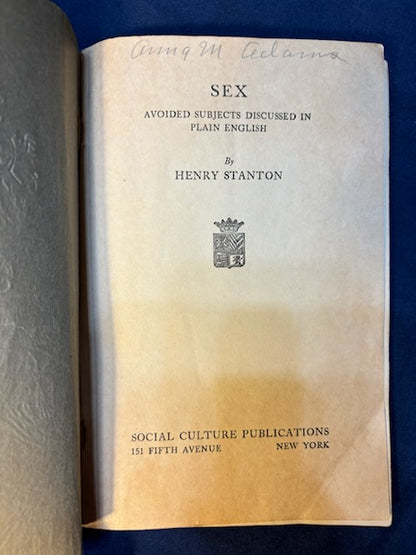 Anna M Adams
SEX
AVOIDED SUBJECTS DISCUSSED IN
PLAIN ENGLISH
By
HENRY STANTON
SOCIAL CULTURE PUBLICATIONS
151 FIFTH AVENUE NEW YORK